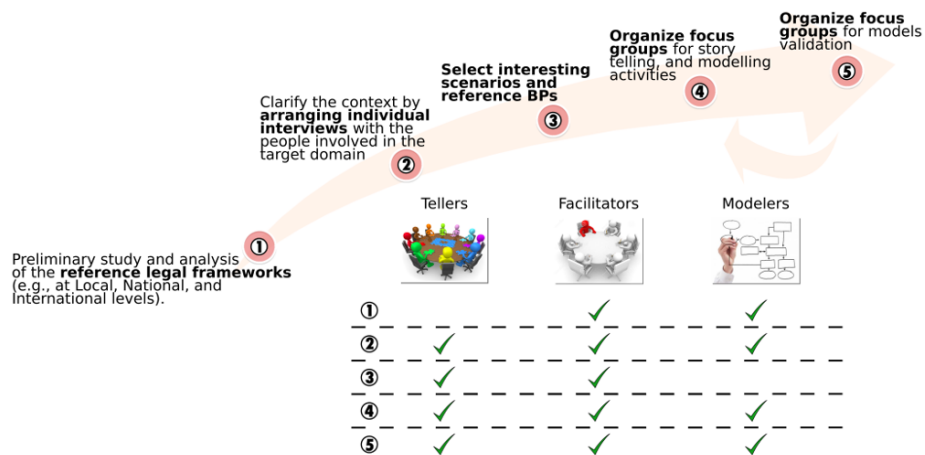 Organize focus
groups for models
validation
⑤
Organize focus
groups for story
telling, and modelling
activities
④
Select interesting
scenarios and
reference BPs
③
Clarify the context by
arranging individual
interviews with the
people involved in the
target domain
②
①
Preliminary study and analysis
of the reference legal frameworks
(e.g., at Local, National, and
International levels).
Tellers Facilitators Modelers
①
②
③
④
⑤